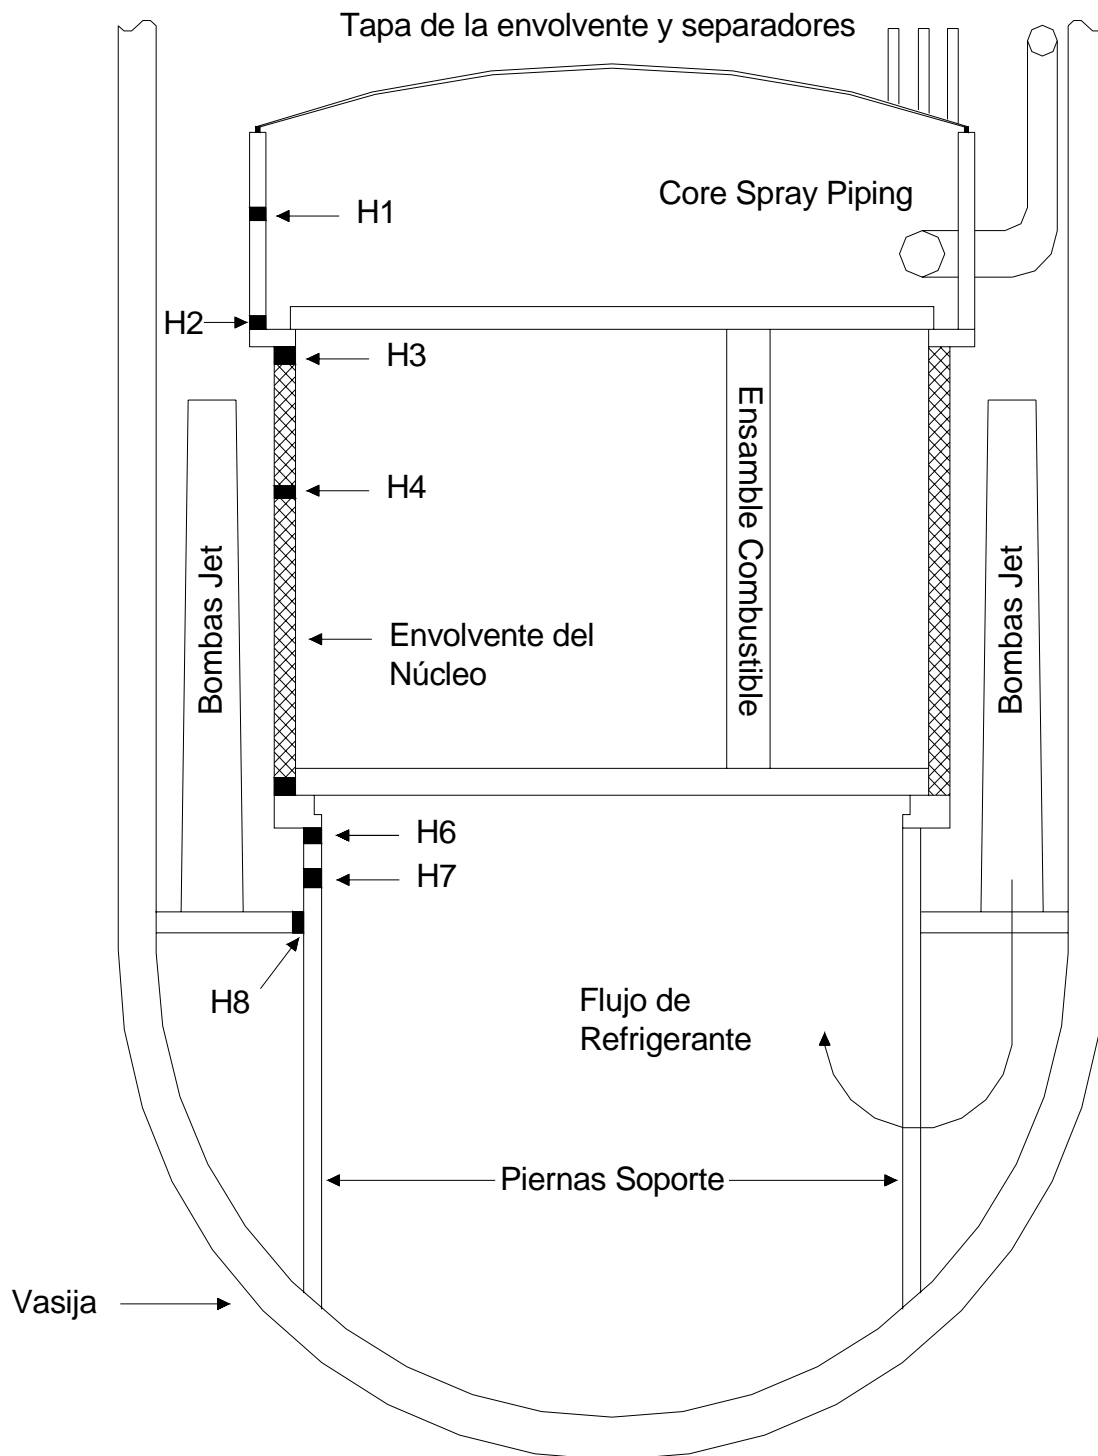 Tapa de la envolvente y separadores
Core Spray Piping
H1
H2
H3
H4
Ensamble Combustible
Bombas Jet
Bombas Jet
Envolvente del
Núcleo
H6
H7
H8
Flujo de
Refrigerante
Piernas Soporte
Vasija